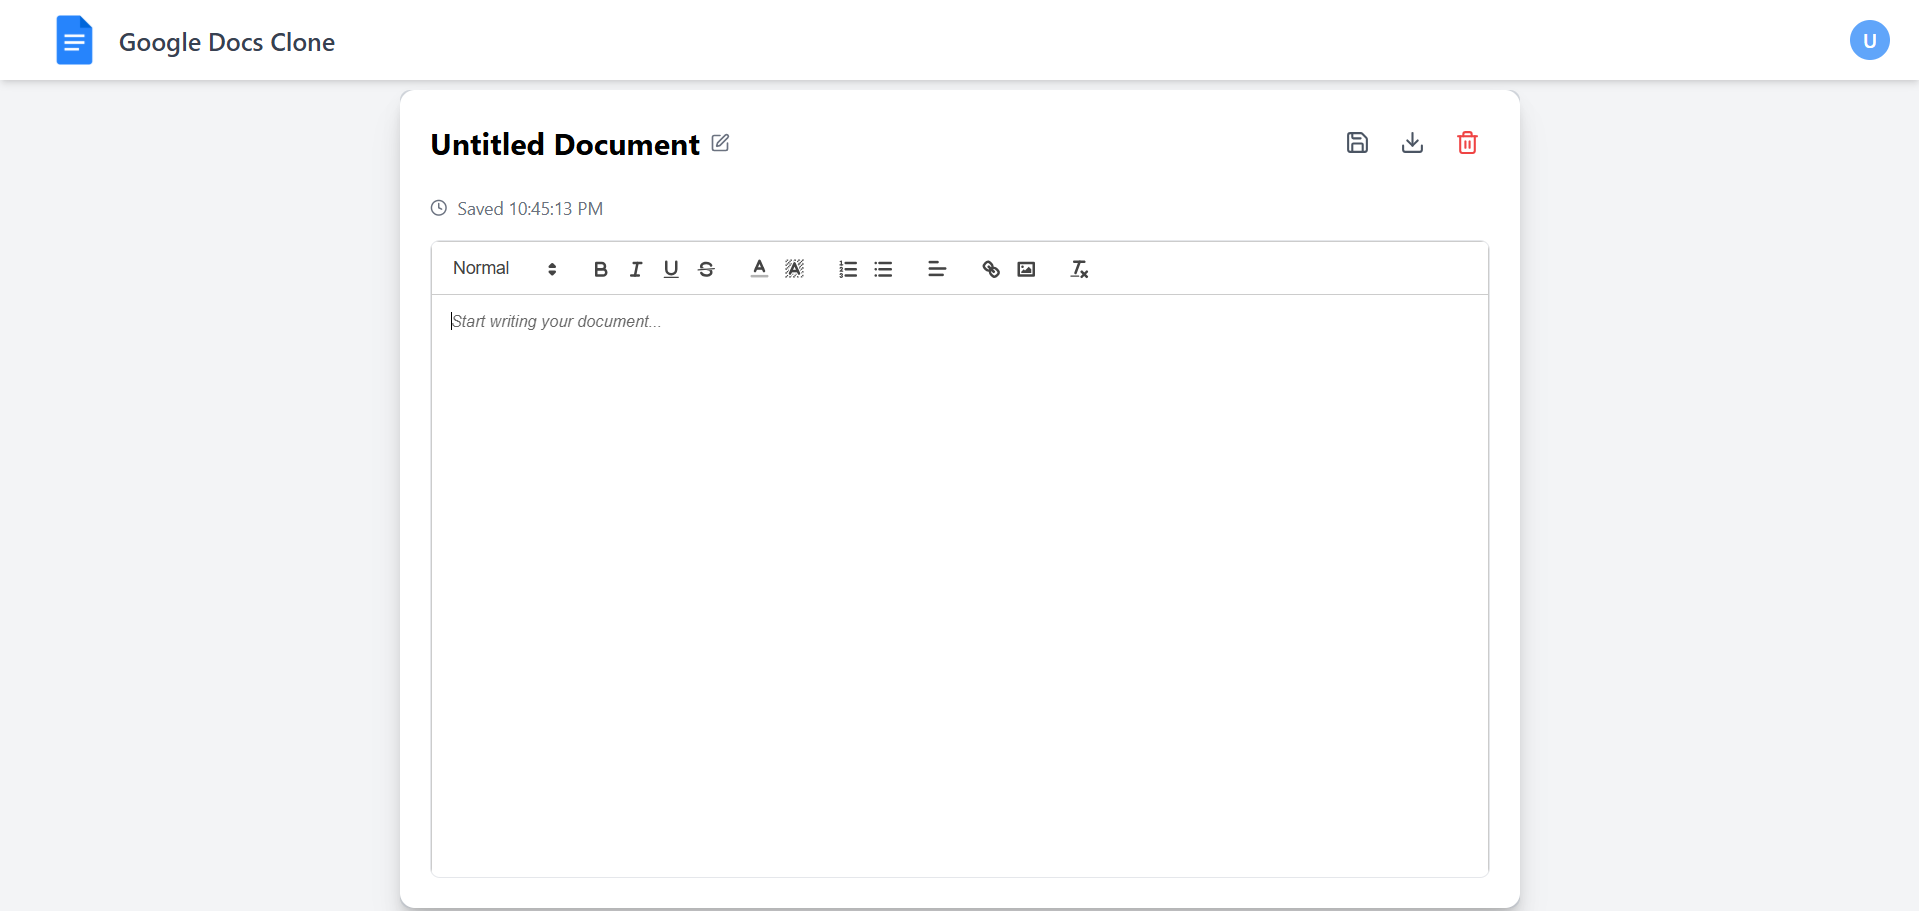 Google Docs Clone
U
Untitled Document
Saved 10:45:13 PM
Normal
Start writing your document...